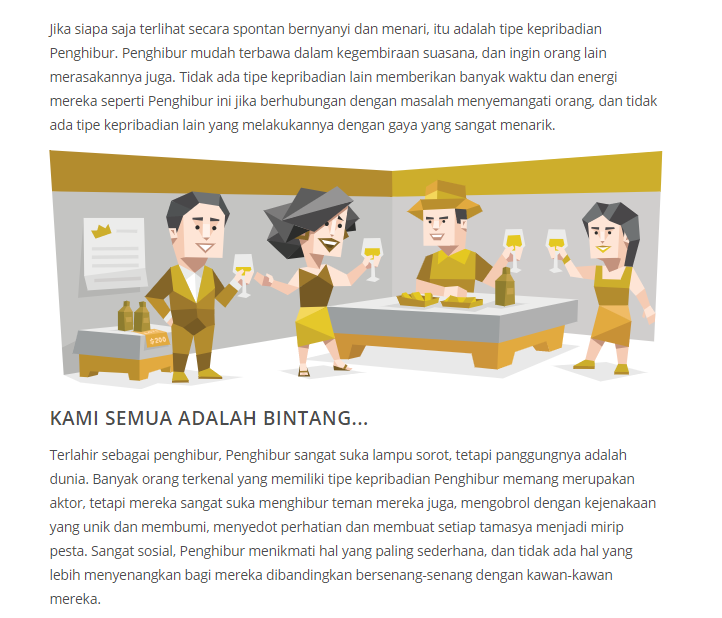 Jika siapa saja terlihat secara spontan bernyanyi dan menari, itu adalah tipe kepribadian
Penghibur. Penghibur mudah terbawa dalam kegembiraan suasana, dan ingin orang lain
merasakannya juga. Tidak ada tipe kepribadian lain memberikan banyak waktu dan energi
mereka seperti Penghibur ini jika berhubungan dengan masalah menyemangati orang, dan tidak
ada tipe kepribadian lain yang melakukannya dengan gaya yang sangat menarik.
$200
KAMI SEMUA ADALAH BINTANG...
Terlahir sebagai penghibur, Penghibur sangat suka lampu sorot, tetapi panggungnya adalah
dunia. Banyak orang terkenal yang memiliki tipe kepribadian Penghibur memang merupakan
aktor, tetapi mereka sangat suka menghibur teman mereka juga, mengobrol dengan kejenakaan
yang unik dan membumi, menyedot perhatian dan membuat setiap tamasya menjadi mirip
pesta. Sangat sosial, Penghibur menikmati hal yang paling sederhana, dan tidak ada hal yang
lebih menyenangkan bagi mereka dibandingkan bersenang-senang dengan kawan-kawan
mereka.